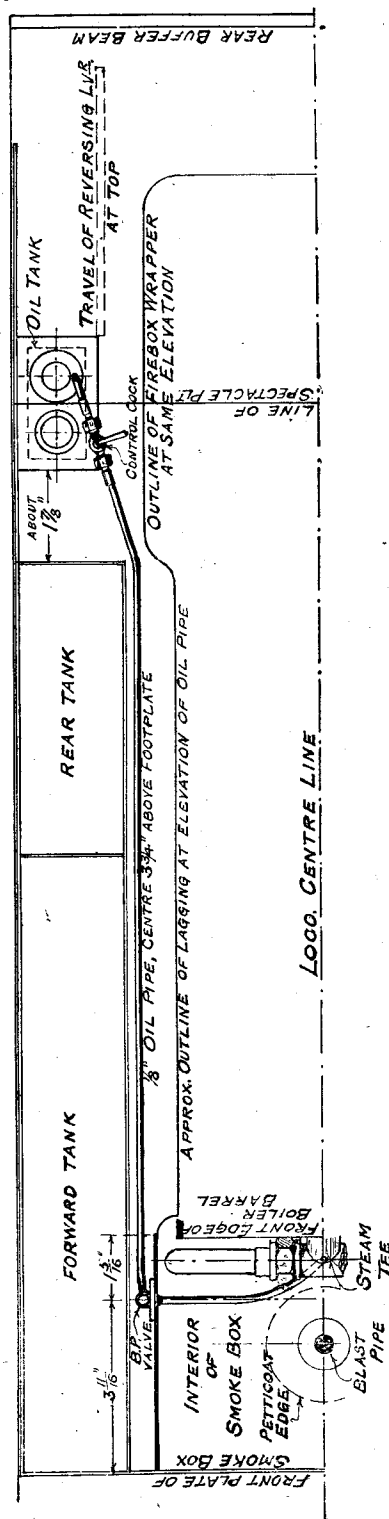 FORWARD TANK
REAR TANK
OIL TANK
TRAVEL OF REVERSING LVR.
AT TOP
REAR BUFFER BEAM
ABOUT
1 7/8"
3 11/16"
1 5/16"
B.P.
VALVE
1/8" OIL PIPE, CENTRE 3 3/4" ABOVE FOOTPLATE
CONTROL COCK
OUTLINE OF FIREBOX WRAPPER
AT SAME ELEVATION
LINE OF
SPECTACLE PLT
APPROX. OUTLINE OF LAGGING AT ELEVATION OF OIL PIPE
FRONT EDGE OF
BOILER
BARREL
INTERIOR
OF
SMOKE BOX
PETTICOAT
EDGE
FRONT PLATE OF
SMOKE BOX
LOCO. CENTRE LINE
STEAM
TEE
BLAST
PIPE